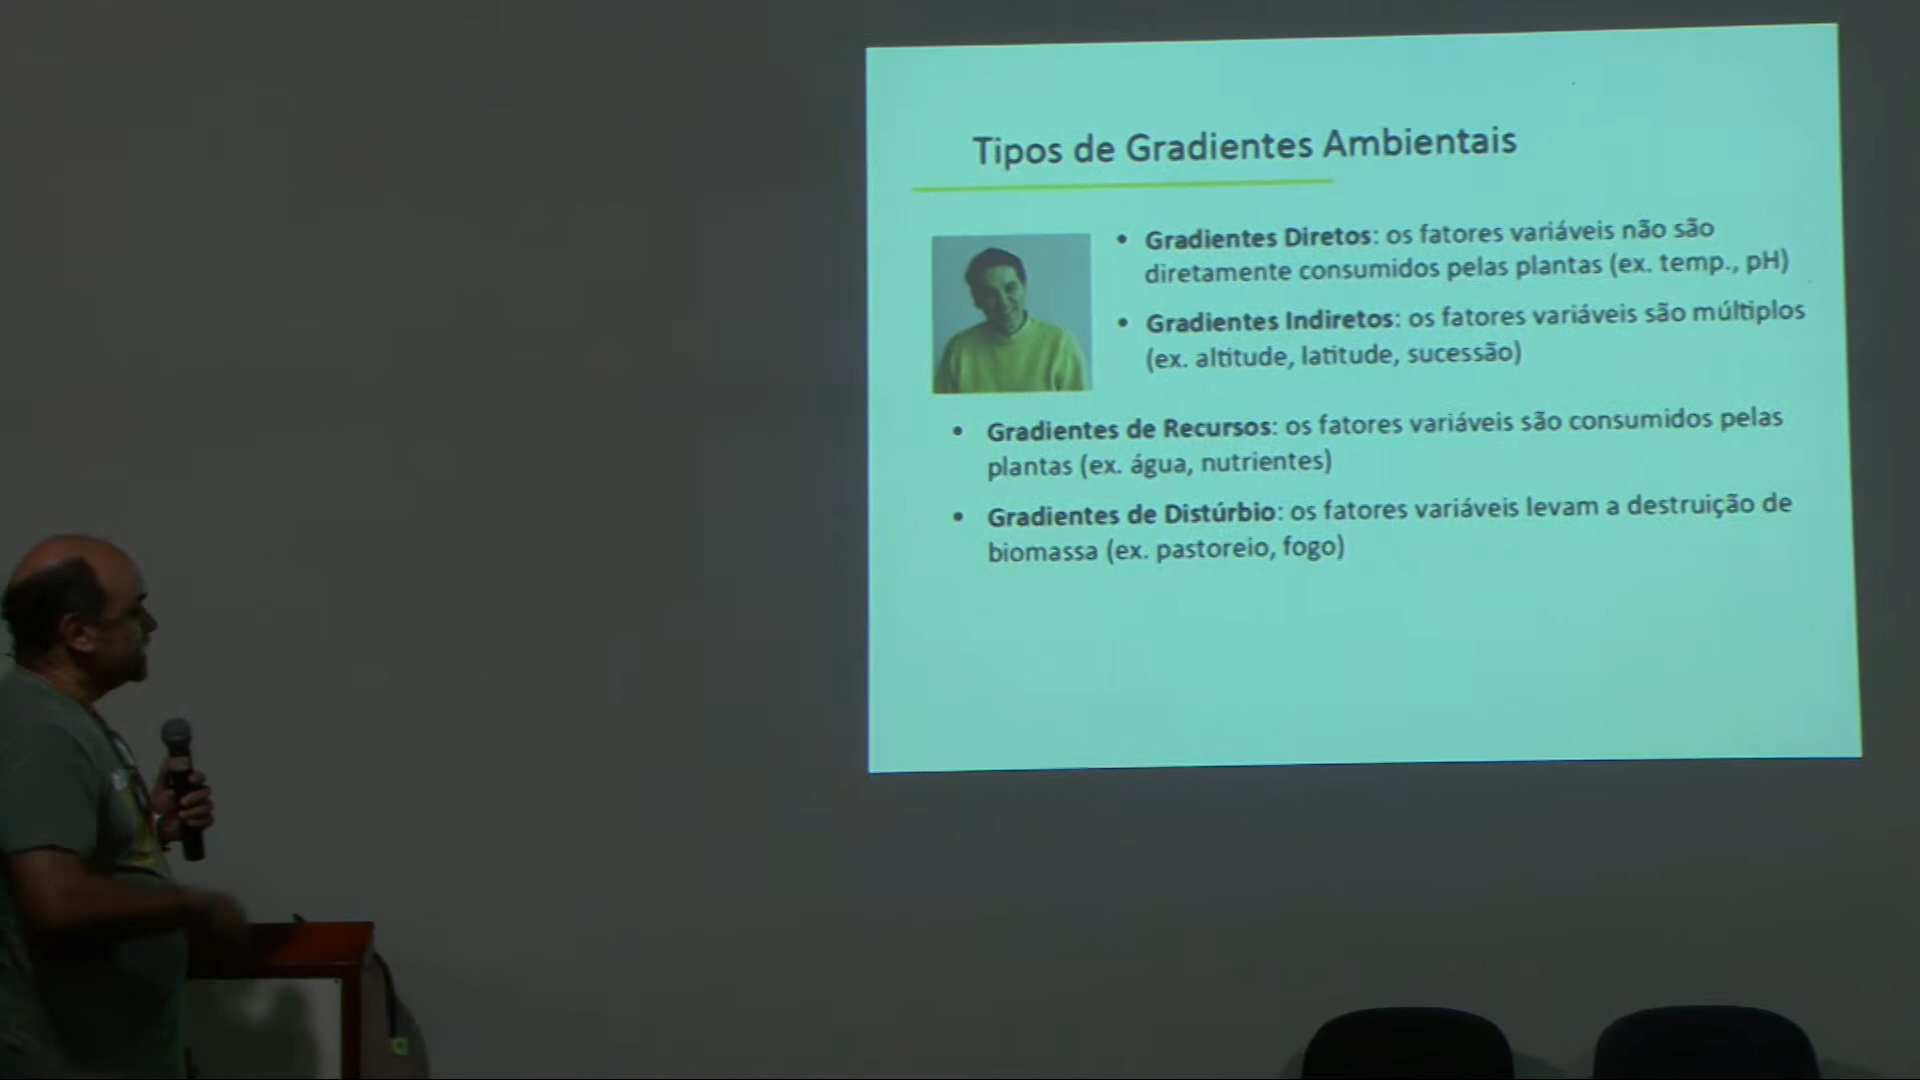 Tipos de Gradientes Ambientais
• Gradientes Diretos: os fatores variáveis não são
diretamente consumidos pelas plantas (ex. temp., pH)
• Gradientes Indiretos: os fatores variáveis são múltiplos
(ex. altitude, latitude, sucessão)
• Gradientes de Recursos: os fatores variáveis são consumidos pelas
plantas (ex. água, nutrientes)
• Gradientes de Distúrbio: os fatores variáveis levam a destruição de
biomassa (ex. pastoreio, fogo)